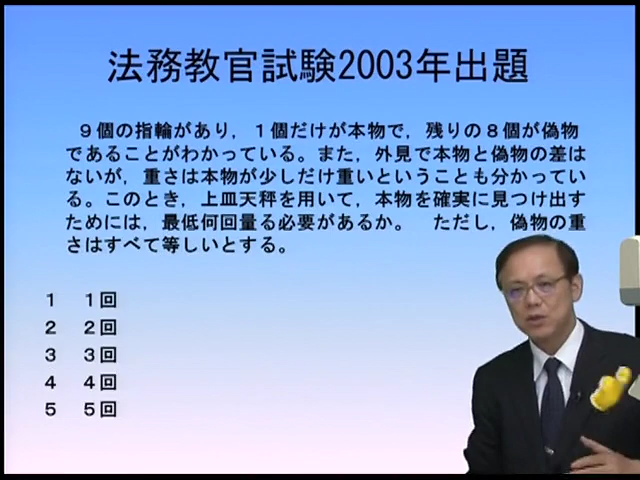 法務教官試験2003年出題
９個の指輪があり，１個だけが本物で，残りの８個が偽物
であることがわかっている。また，外見で本物と偽物の差は
ないが，重さは本物が少しだけ重いということも分かってい
る。このとき，上皿天秤を用いて，本物を確実に見つけ出す
ためには，最低何回量る必要があるか。　ただし，偽物の重
さはすべて等しいとする。
１　１回
２　２回
３　３回
４　４回
５　５回